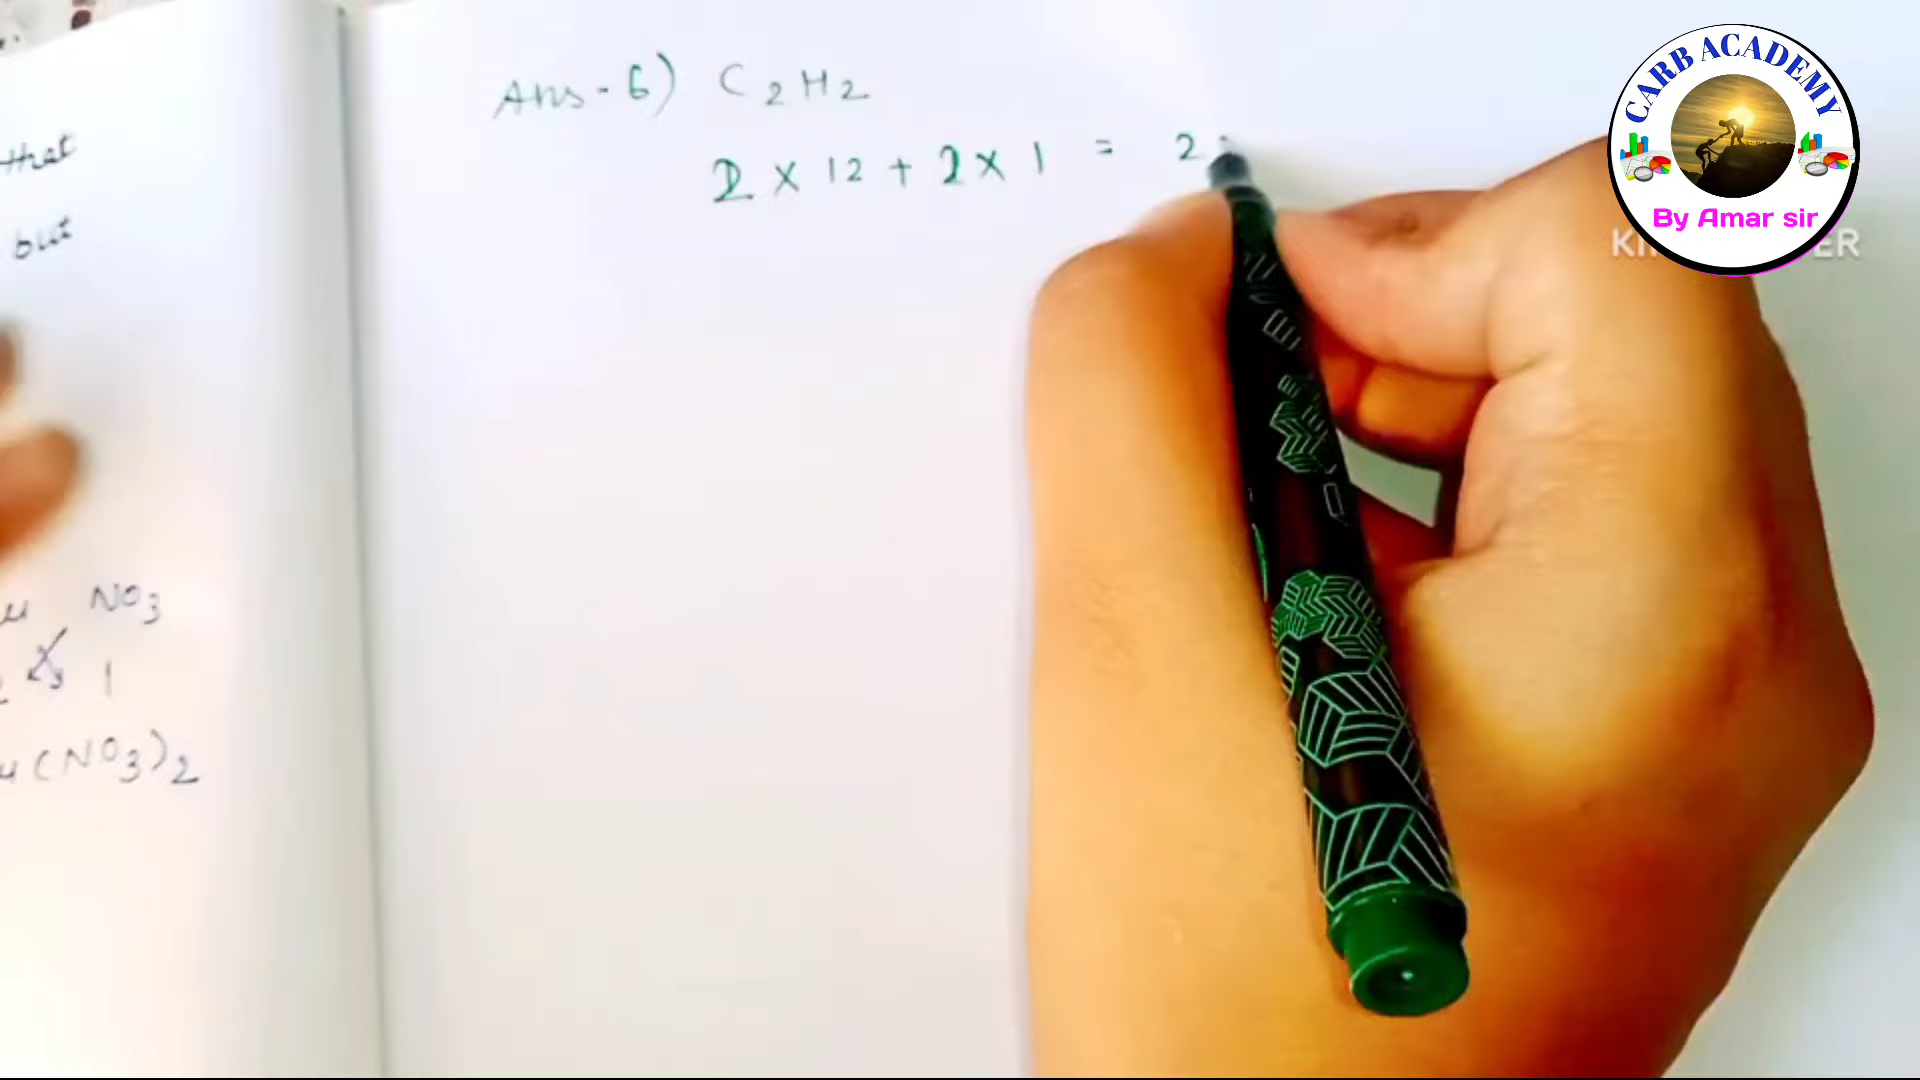 that
but
NO3
1
(NO3)2
Ans-6) C2H2
2 × 12 + 2 × 1 = 2
CARB ACADEMY
By Amar sir